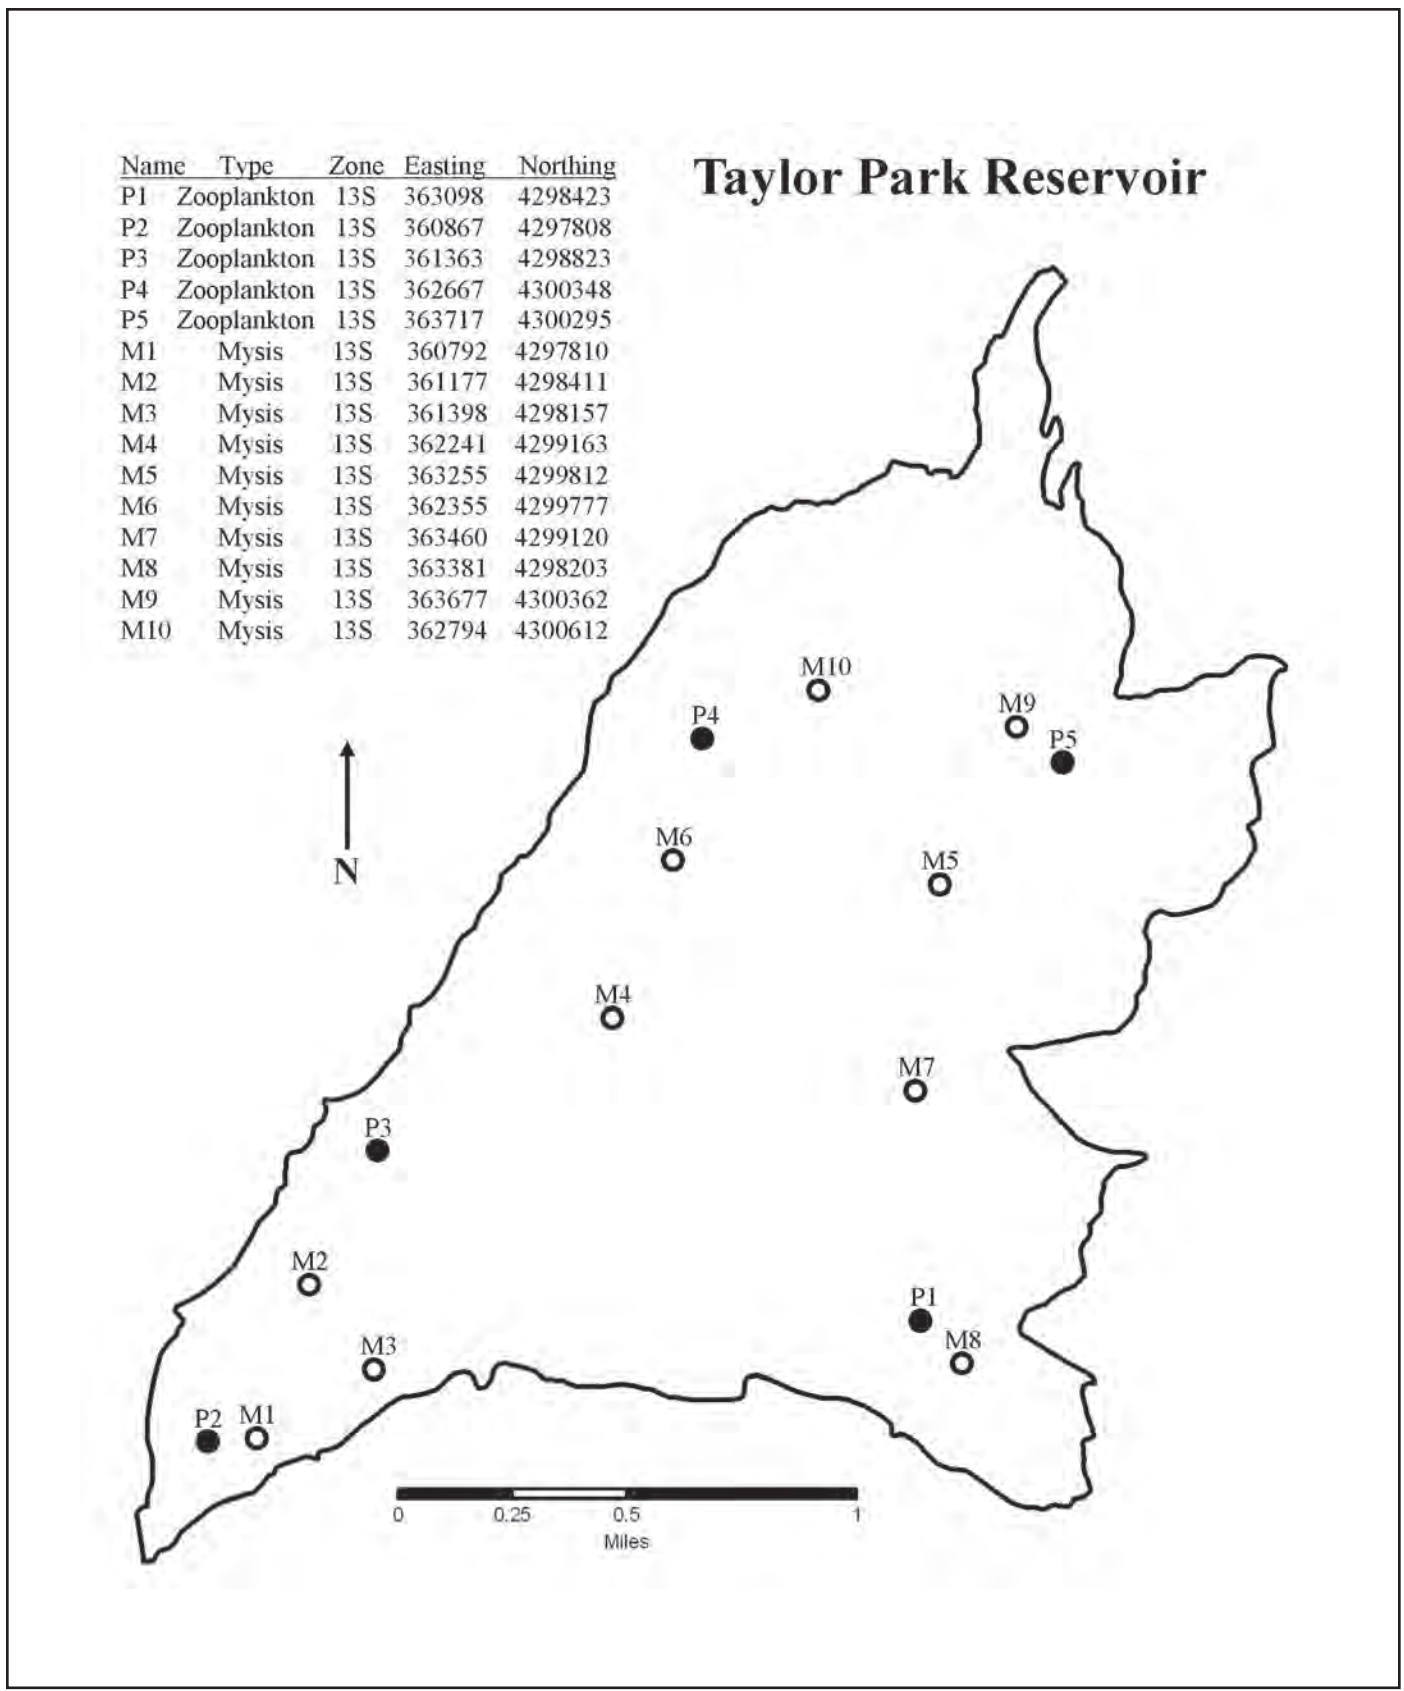 Taylor Park Reservoir
Name Type Zone Easting Northing
P1 Zooplankton 13S 363098 4298423
P2 Zooplankton 13S 360867 4297808
P3 Zooplankton 13S 361363 4298823
P4 Zooplankton 13S 362667 4300348
P5 Zooplankton 13S 363717 4300295
M1 Mysis 13S 360792 4297810
M2 Mysis 13S 361177 4298411
M3 Mysis 13S 361398 4298157
M4 Mysis 13S 362241 4299163
M5 Mysis 13S 363255 4299812
M6 Mysis 13S 362355 4299777
M7 Mysis 13S 363460 4299120
M8 Mysis 13S 363381 4298203
M9 Mysis 13S 363677 4300362
M10 Mysis 13S 362794 4300612
M10
M9
P4
P5
M6
M5
N
M4
M7
P3
M2
P1
M8
M3
P2 M1
0 0.25 0.5 1
Miles